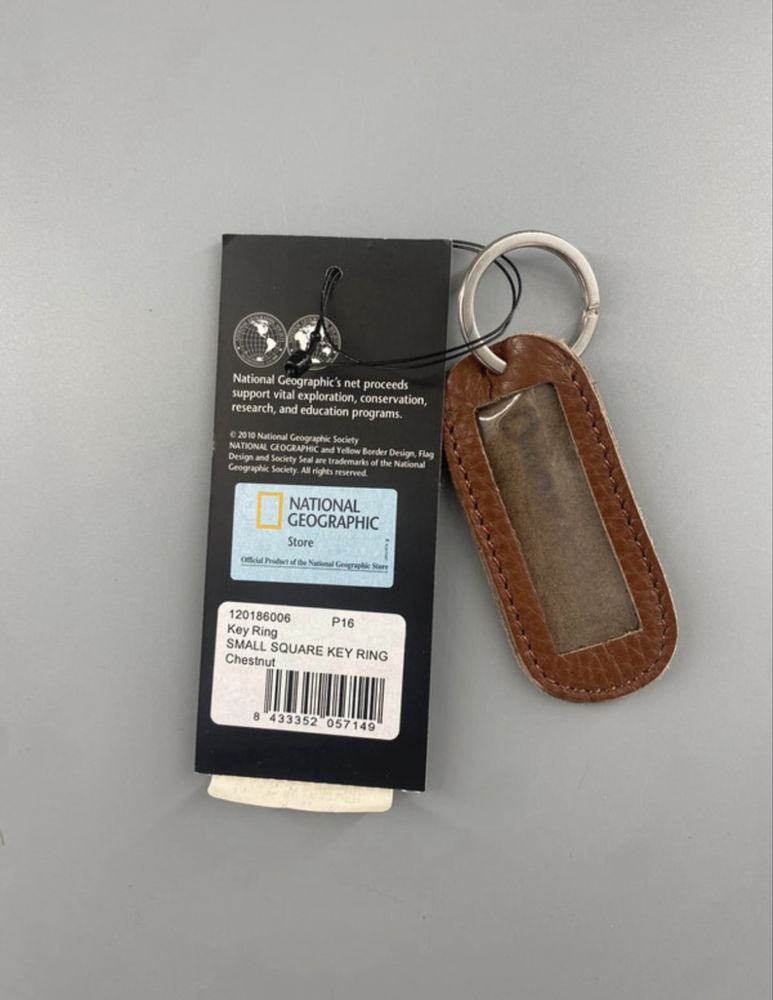 National Geographic's net proceeds
support vital exploration, conservation,
research, and education programs.
© 2010 National Geographic Society
NATIONAL GEOGRAPHIC and Yellow Border Design, Flag
Design and Society Seal are trademarks of the National
Geographic Society. All rights reserved.
NATIONAL
GEOGRAPHIC
Store
Official Product of the National Geographic Store
120186006 P16
Key Ring
SMALL SQUARE KEY RING
Chestnut
8 433352 057149